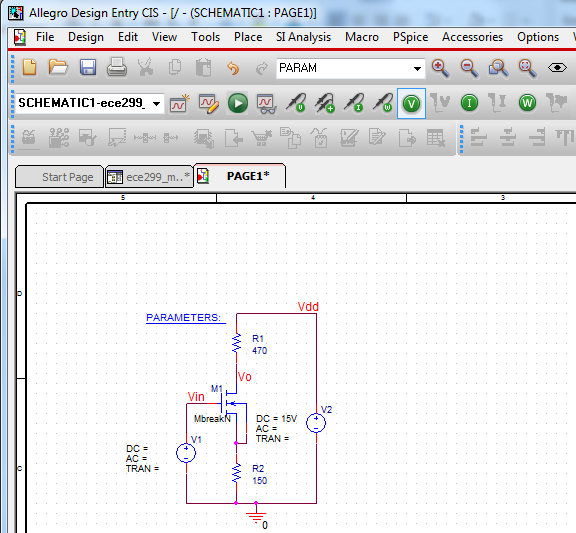 Allegro Design Entry CIS - [/ - (SCHEMATIC1 : PAGE1)]
File Design Edit View Tools Place SI Analysis Macro PSpice Accessories Options
PARAM
SCHEMATIC1-ece299_
V I W
Start Page ece299_m..* PAGE1*
5 4 3
D
PARAMETERS:
Vdd
R1
470
Vo
M1
Vin
MbreakN
DC = 15V
AC =
TRAN =
V2
V1
DC =
AC =
TRAN =
R2
150
C
0